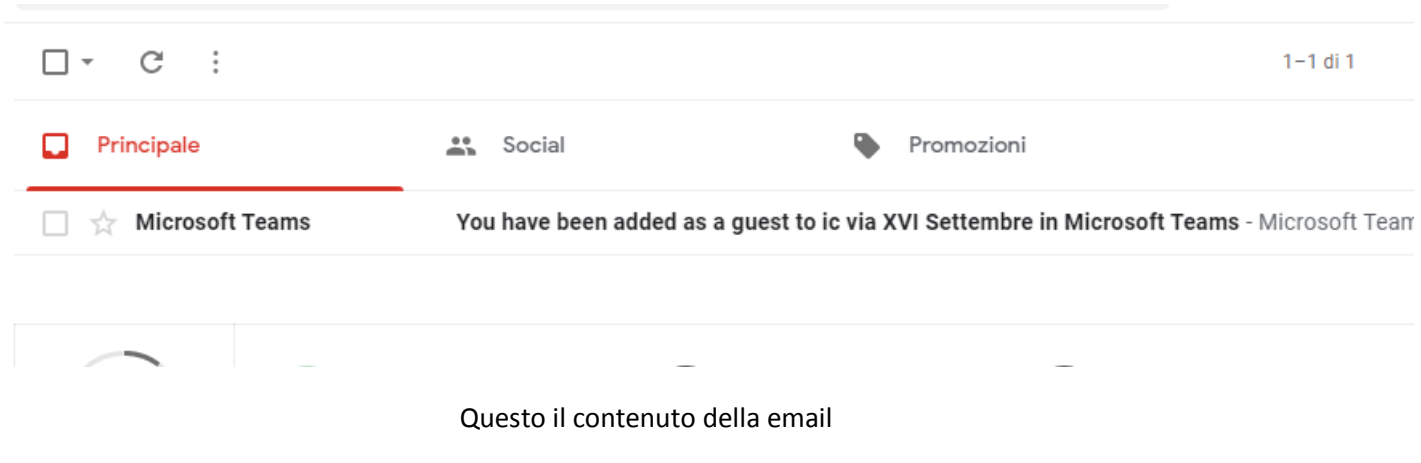 1–1 di 1
Principale Social Promozioni
Microsoft Teams You have been added as a guest to ic via XVI Settembre in Microsoft Teams - Microsoft
Questo il contenuto della email